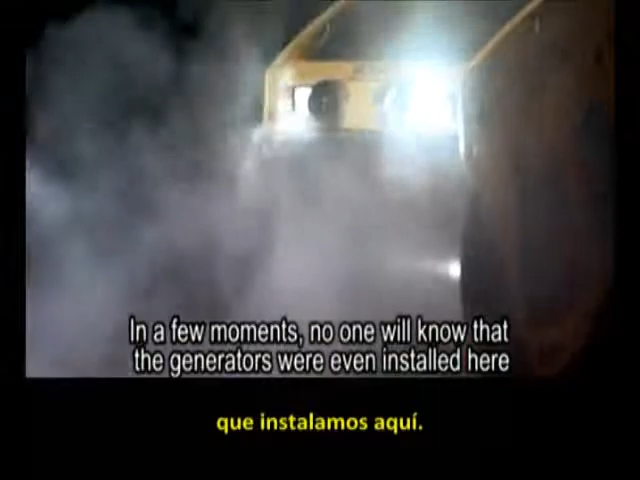 In a few moments, no one will know that
the generators were even installed here
que instalamos aquí.